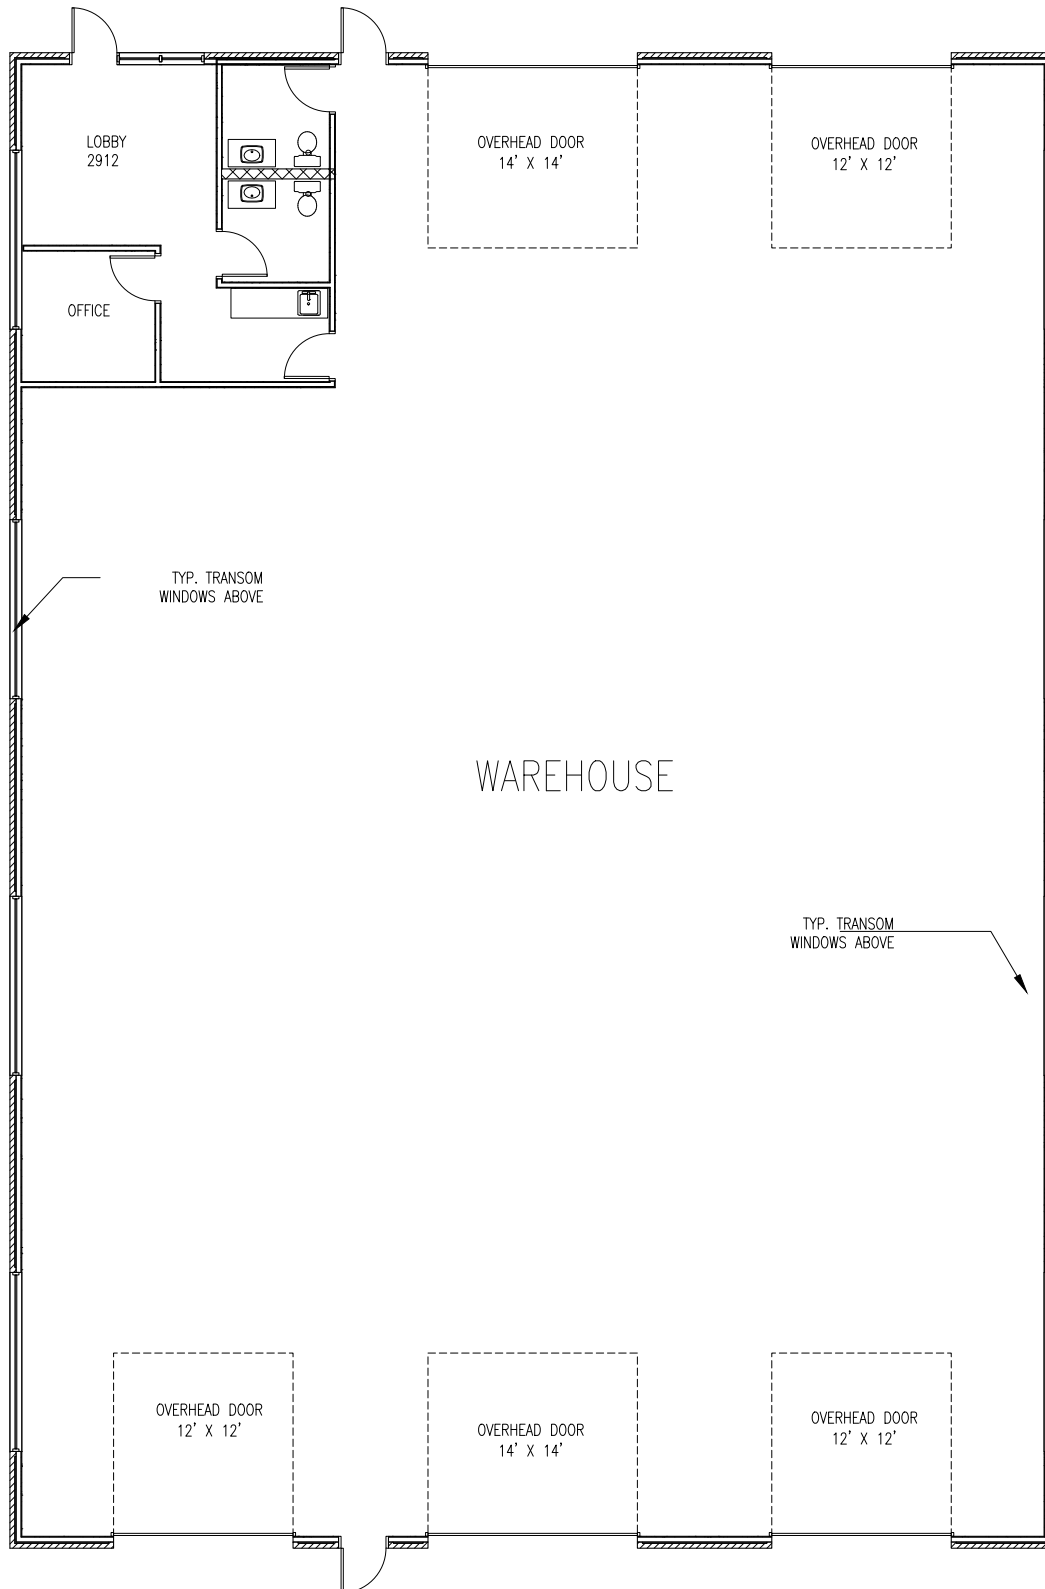 LOBBY
2912
OVERHEAD DOOR
14' X 14'
OVERHEAD DOOR
12' X 12'
OFFICE
TYP. TRANSOM
WINDOWS ABOVE
WAREHOUSE
TYP. TRANSOM
WINDOWS ABOVE
OVERHEAD DOOR
12' X 12'
OVERHEAD DOOR
14' X 14'
OVERHEAD DOOR
12' X 12'